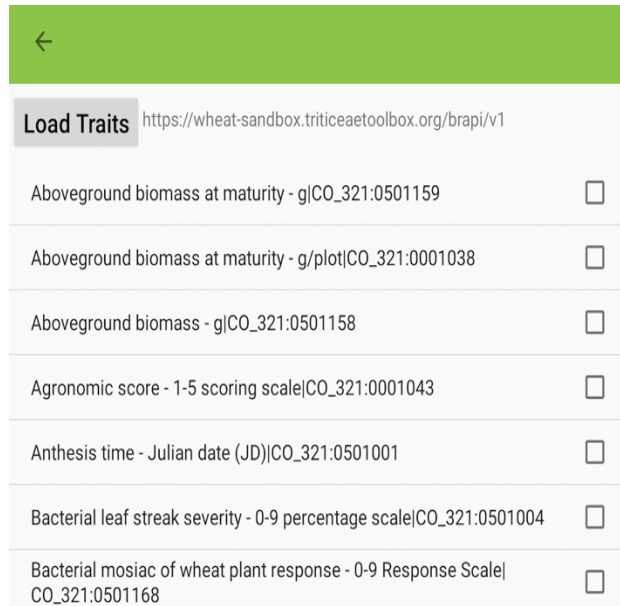 Load Traits https://wheat-sandbox.triticeaetoolbox.org/brapi/v1
Aboveground biomass at maturity - g|CO_321:0501159
Aboveground biomass at maturity - g/plot|CO_321:0001038
Aboveground biomass - g|CO_321:0501158
Agronomic score - 1-5 scoring scale|CO_321:0001043
Anthesis time - Julian date (JD)|CO_321:0501001
Bacterial leaf streak severity - 0-9 percentage scale|CO_321:0501004
Bacterial mosiac of wheat plant response - 0-9 Response Scale|
CO_321:0501168